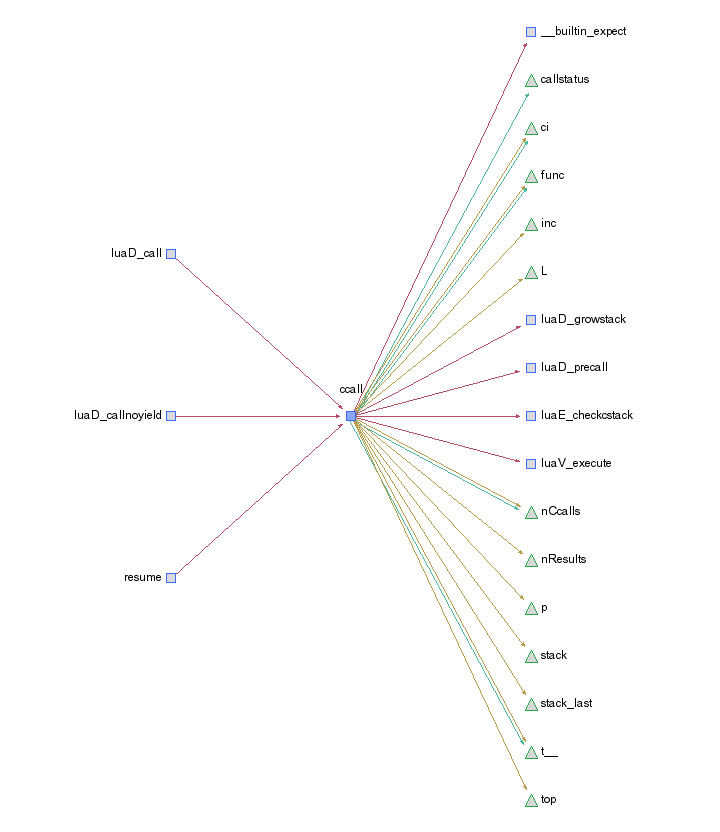 __builtin_expect
callstatus
ci
func
inc
L
luaD_growstack
luaD_precall
luaE_checkcstack
luaV_execute
nCcalls
nResults
p
stack
stack_last
t__
top
ccall
luaD_call
luaD_callnoyield
resume